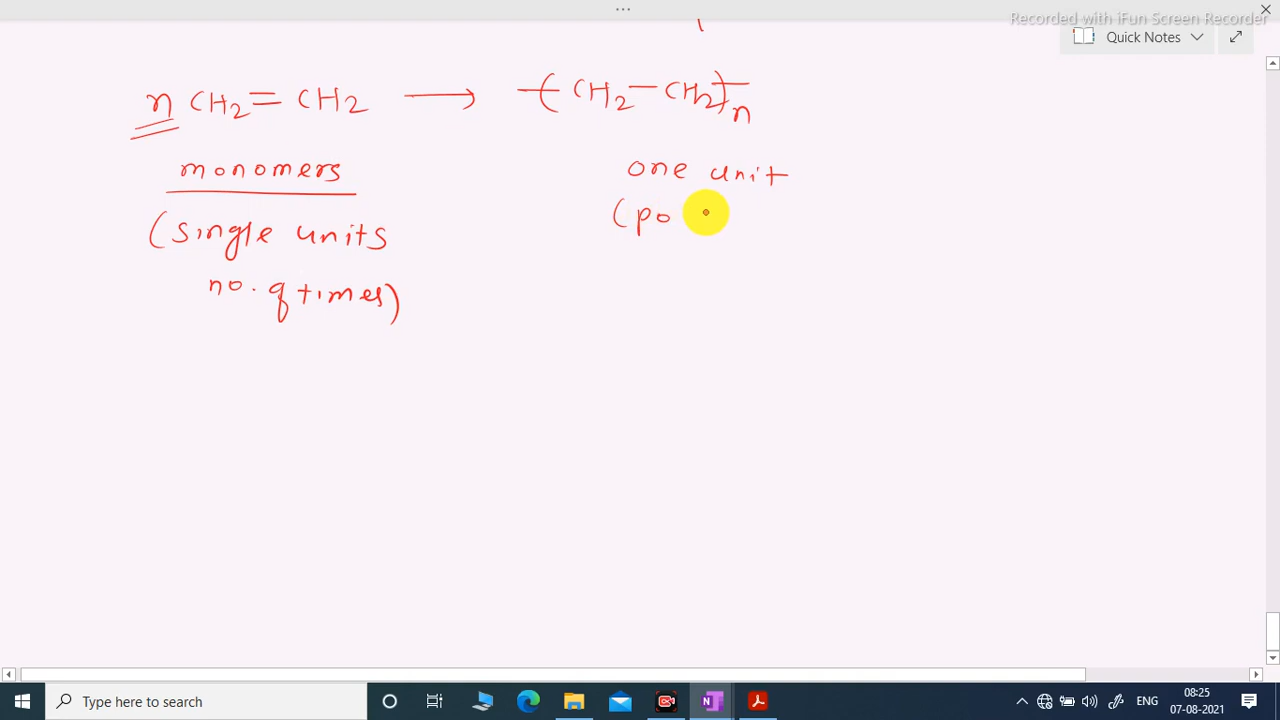 Recorded with iFun Screen Recorder
Quick Notes
n CH2=CH2 ⟶ -(CH2-CH2)-n
monomers
one unit
(single units
(po
no. of times)
Type here to search
ENG
08:25
07-08-2021